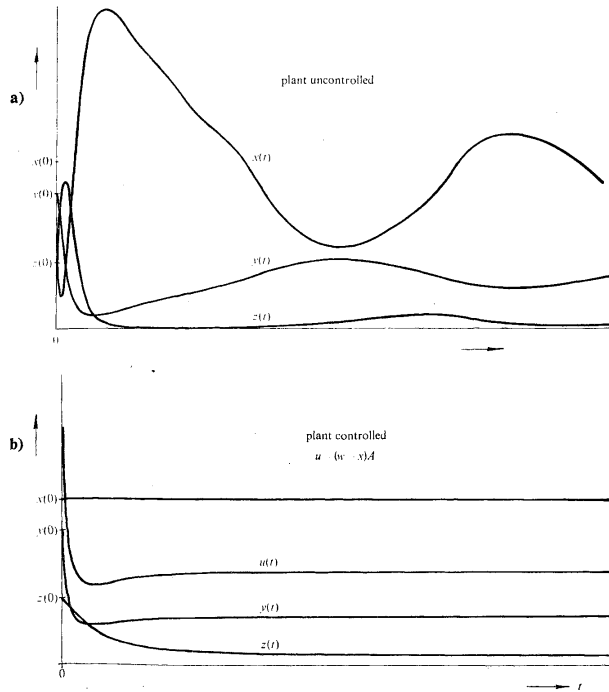 a)
plant uncontrolled
x(0)
y(0)
z(0)
x(t)
y(t)
z(t)
0
b)
plant controlled
u (w x)A
x(0)
y(0)
z(0)
u(t)
y(t)
z(t)
0
t